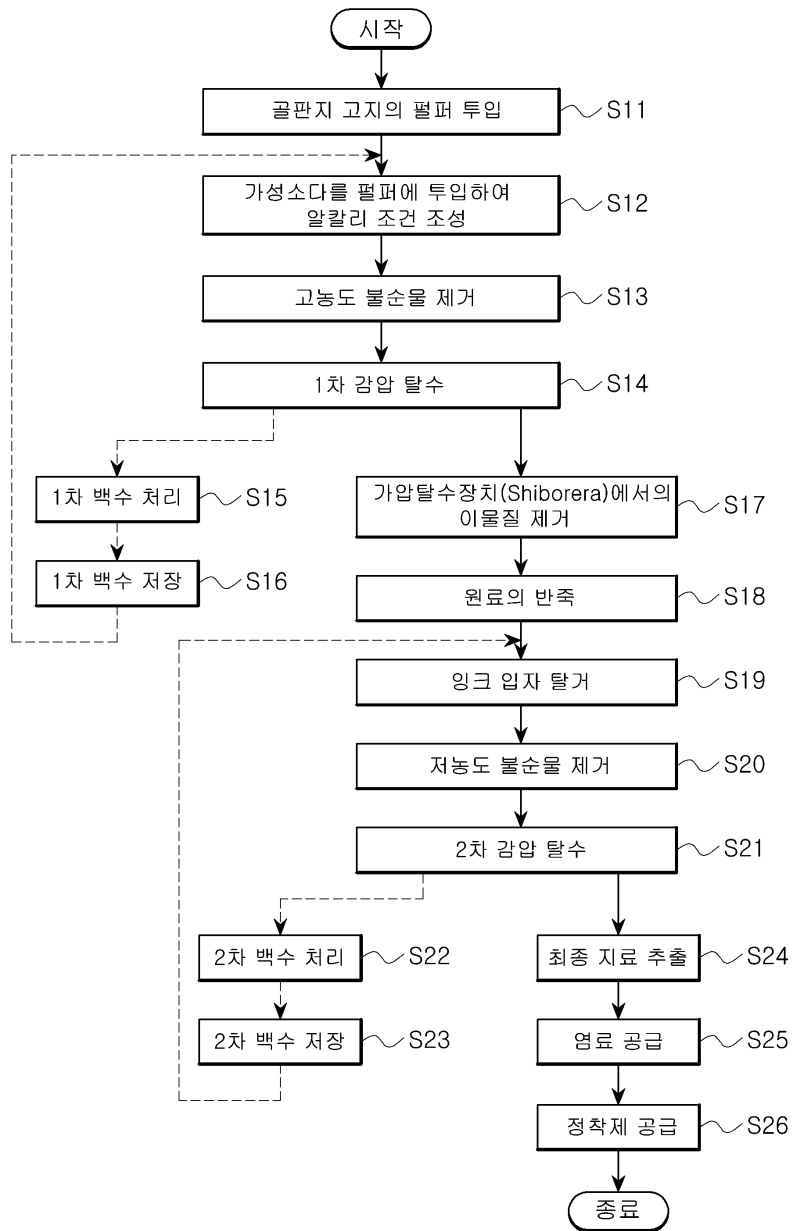 시작
골판지 고지의 펄퍼 투입
S11
가성소다를 펄퍼에 투입하여
알칼리 조건 조성
S12
고농도 불순물 제거
S13
1차 감압 탈수
S14
1차 백수 처리
S15
1차 백수 저장
S16
가압탈수장치(Shiborera)에서의
이물질 제거
S17
원료의 반죽
S18
잉크 입자 탈거
S19
저농도 불순물 제거
S20
2차 감압 탈수
S21
2차 백수 처리
S22
2차 백수 저장
S23
최종 지료 추출
S24
염료 공급
S25
정착제 공급
S26
종료